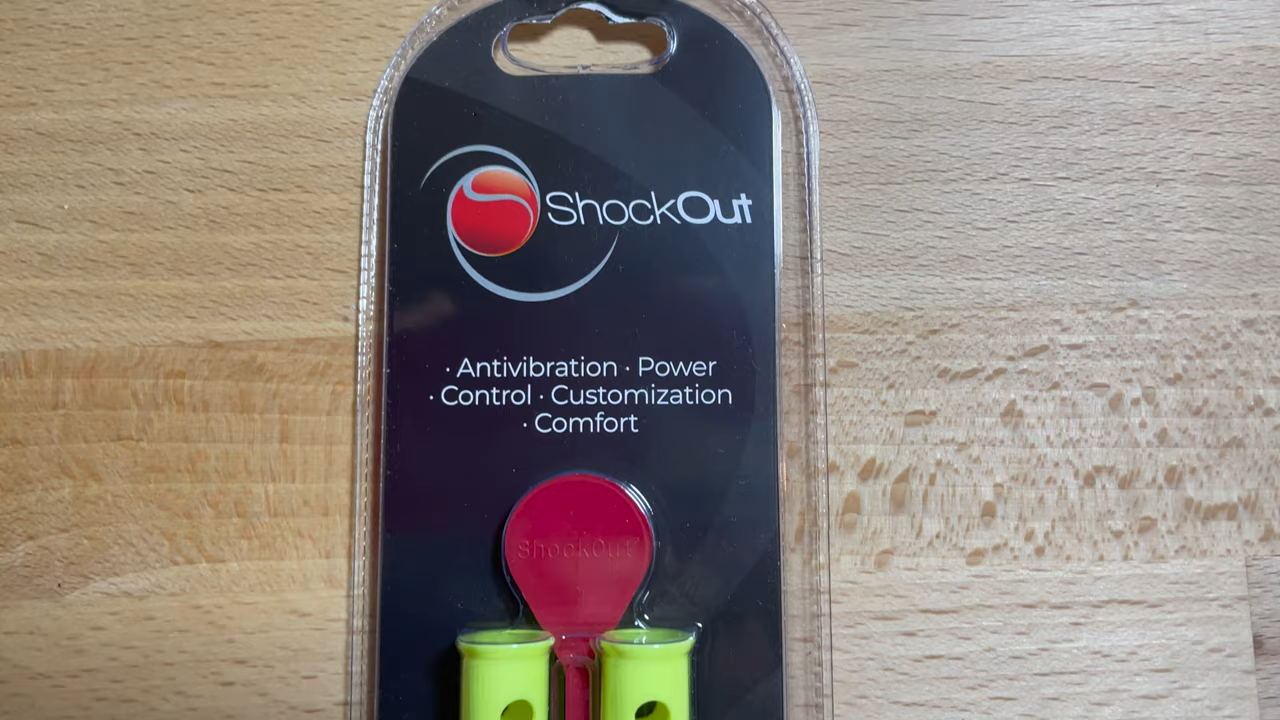 ShockOut
· Antivibration · Power
· Control · Customization
· Comfort
ShockOut